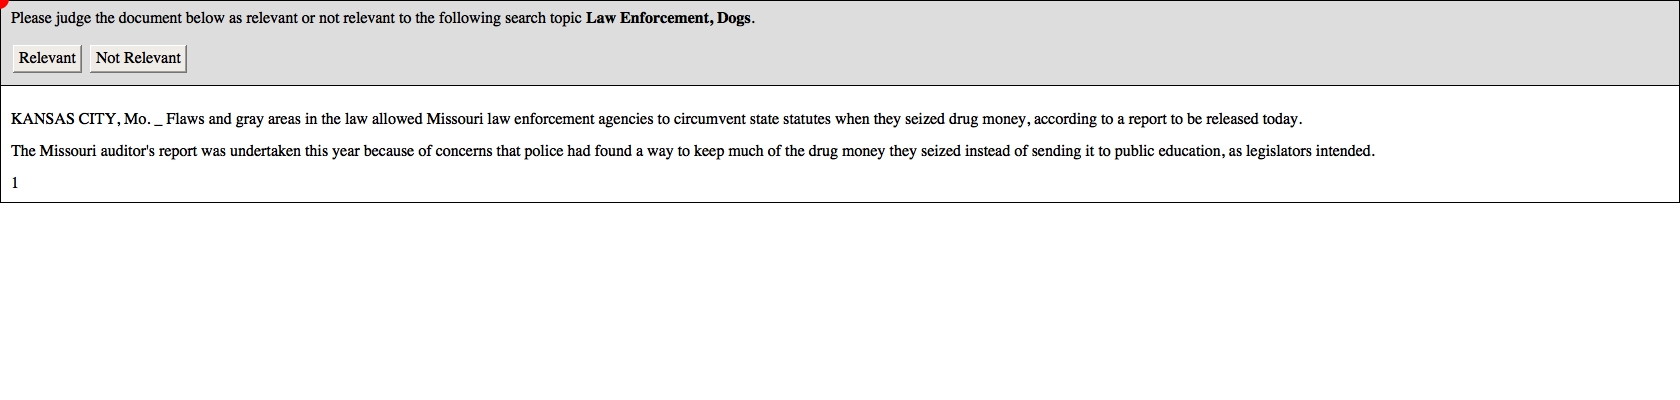 Please judge the document below as relevant or not relevant to the following search topic Law Enforcement, Dogs.
Relevant Not Relevant
KANSAS CITY, Mo. _ Flaws and gray areas in the law allowed Missouri law enforcement agencies to circumvent state statutes when they seized drug money, according to a report to be released today.
The Missouri auditor's report was undertaken this year because of concerns that police had found a way to keep much of the drug money they seized instead of sending it to public education, as legislators intended.
1